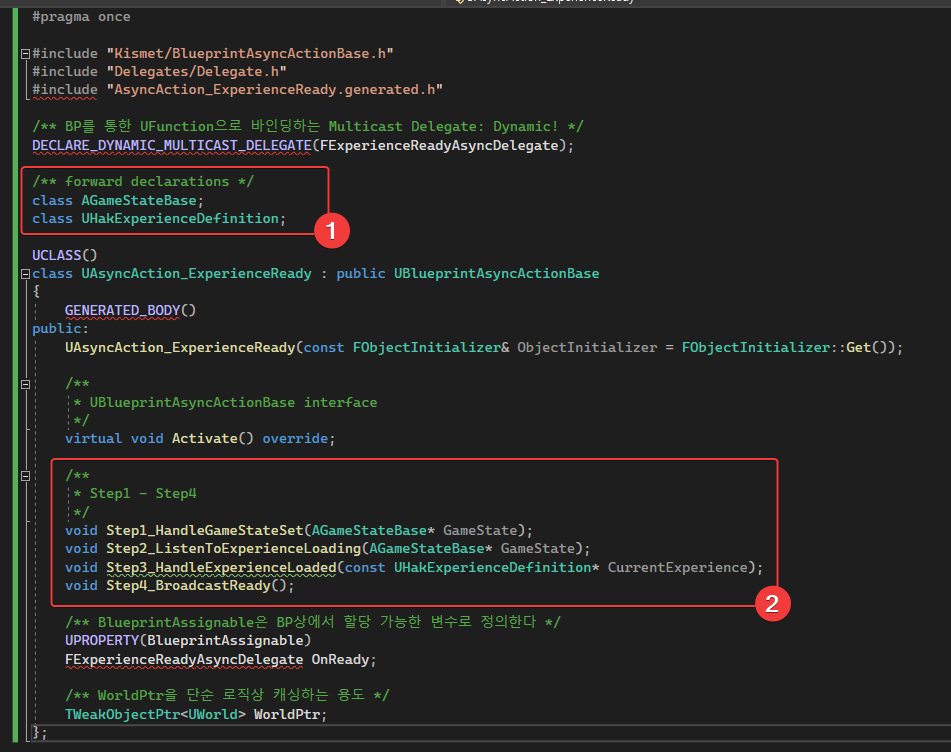 #pragma once
#include "Kismet/BlueprintAsyncActionBase.h"
#include "Delegates/Delegate.h"
#include "AsyncAction_ExperienceReady.generated.h"
/** BP를 통한 UFunction으로 바인딩하는 Multicast Delegate: Dynamic! */
DECLARE_DYNAMIC_MULTICAST_DELEGATE(FExperienceReadyAsyncDelegate);
/** forward declarations */
class AGameStateBase;
class UHakExperienceDefinition;
1
UCLASS()
class UAsyncAction_ExperienceReady : public UBlueprintAsyncActionBase
{
GENERATED_BODY()
public:
UAsyncAction_ExperienceReady(const FObjectInitializer& ObjectInitializer = FObjectInitializer::Get());
/**
* UBlueprintAsyncActionBase interface
*/
virtual void Activate() override;
/**
* Step1 - Step4
*/
void Step1_HandleGameStateSet(AGameStateBase* GameState);
void Step2_ListenToExperienceLoading(AGameStateBase* GameState);
void Step3_HandleExperienceLoaded(const UHakExperienceDefinition* CurrentExperience);
void Step4_BroadcastReady();
2
/** BlueprintAssignable은 BP상에서 할당 가능한 변수로 정의한다 */
UPROPERTY(BlueprintAssignable)
FExperienceReadyAsyncDelegate OnReady;
/** WorldPtr을 단순 로직상 캐싱하는 용도 */
TWeakObjectPtr<UWorld> WorldPtr;
};